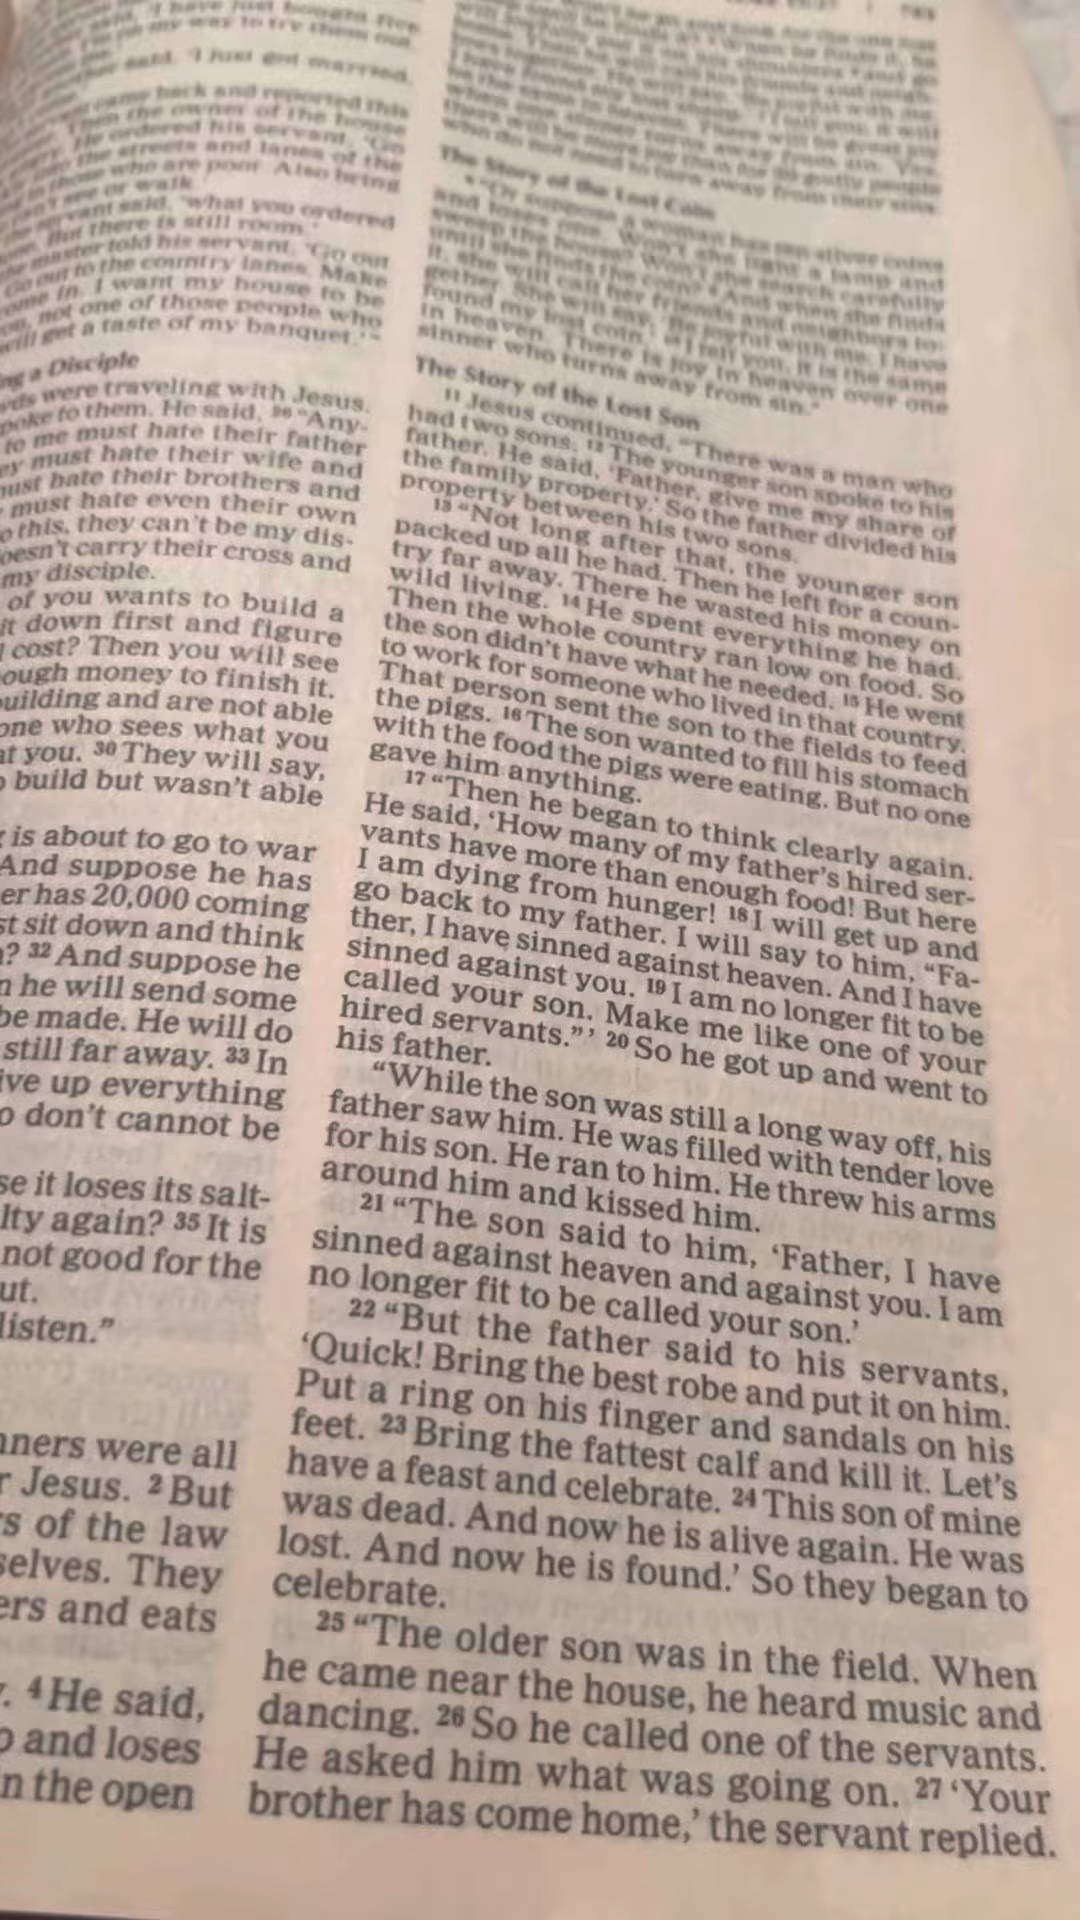 said, 'I have just bought five
on my way to try them out.
said, 'I just got married,
came back and reported this
Then the owner of the house
He ordered his servant, 'Go
the streets and lanes of the
those who are poor. Also bring
can't see or walk.'
servant said, 'what you ordered
But there is still room.'
master told his servant, 'Go out
Go out to the country lanes. Make
come in. I want my house to be
you, not one of those people who
will get a taste of my banquet.'"
a Disciple
were traveling with Jesus.
spoke to them. He said, 26 "Any-
to me must hate their father
must hate their wife and
must hate their brothers and
must hate even their own
this, they can't be my dis-
doesn't carry their cross and
my disciple.
of you wants to build a
sit down first and figure
cost? Then you will see
enough money to finish it.
building and are not able
one who sees what you
at you. 30 They will say,
build but wasn't able
is about to go to war
And suppose he has
er has 20,000 coming
st sit down and think
? 32 And suppose he
n he will send some
be made. He will do
still far away. 33 In
ive up everything
o don't cannot be
se it loses its salt-
lty again? 35 It is
not good for the
ut.
listen."
nners were all
r Jesus. 2 But
s of the law
selves. They
ers and eats
4 He said,
and loses
n the open
The Story of the Lost Coin
"Or suppose a woman has ten silver coins
and loses one. Won't she light a lamp and
sweep the house? Won't she search carefully
until she finds the coin? 9 And when she finds
it, she will call her friends and neighbors to-
gether. She will say, 'Be joyful with me. I have
found my lost coin.' 10 I tell you, it is the same
in heaven. There is joy in heaven over one
sinner who turns away from sin."
The Story of the Lost Son
11 Jesus continued, "There was a man who
had two sons. 12 The younger son spoke to his
father. He said, 'Father, give me my share of
the family property.' So the father divided his
property between his two sons.
13 "Not long after that, the younger son
packed up all he had. Then he left for a coun-
try far away. There he wasted his money on
wild living. 14 He spent everything he had.
Then the whole country ran low on food. So
the son didn't have what he needed. 15 He went
to work for someone who lived in that country.
That person sent the son to the fields to feed
the pigs. 16 The son wanted to fill his stomach
with the food the pigs were eating. But no one
gave him anything.
17 "Then he began to think clearly again.
He said, 'How many of my father's hired ser-
vants have more than enough food! But here
I am dying from hunger! 18 I will get up and
go back to my father. I will say to him, "Fa-
ther, I have sinned against heaven. And I have
sinned against you. 19 I am no longer fit to be
called your son. Make me like one of your
hired servants."' 20 So he got up and went to
his father.
"While the son was still a long way off, his
father saw him. He was filled with tender love
for his son. He ran to him. He threw his arms
around him and kissed him.
21 "The son said to him, 'Father, I have
sinned against heaven and against you. I am
no longer fit to be called your son.'
22 "But the father said to his servants,
'Quick! Bring the best robe and put it on him.
Put a ring on his finger and sandals on his
feet. 23 Bring the fattest calf and kill it. Let's
have a feast and celebrate. 24 This son of mine
was dead. And now he is alive again. He was
lost. And now he is found.' So they began to
celebrate.
25 "The older son was in the field. When
he came near the house, he heard music and
dancing. 26 So he called one of the servants.
He asked him what was going on. 27 'Your
brother has come home,' the servant replied.